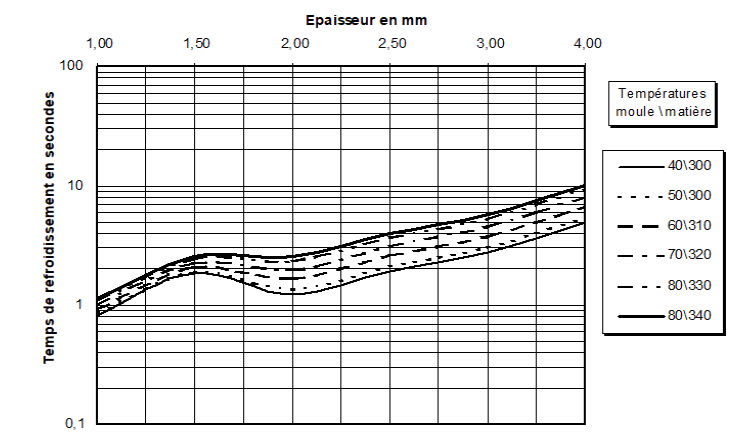 Epaisseur en mm
1,00 1,50 2,00 2,50 3,00 4,00
100
10
1
0,1
Temps de refroidissement en secondes
Températures
moule \ matière
40\300
50\300
60\310
70\320
80\330
80\340